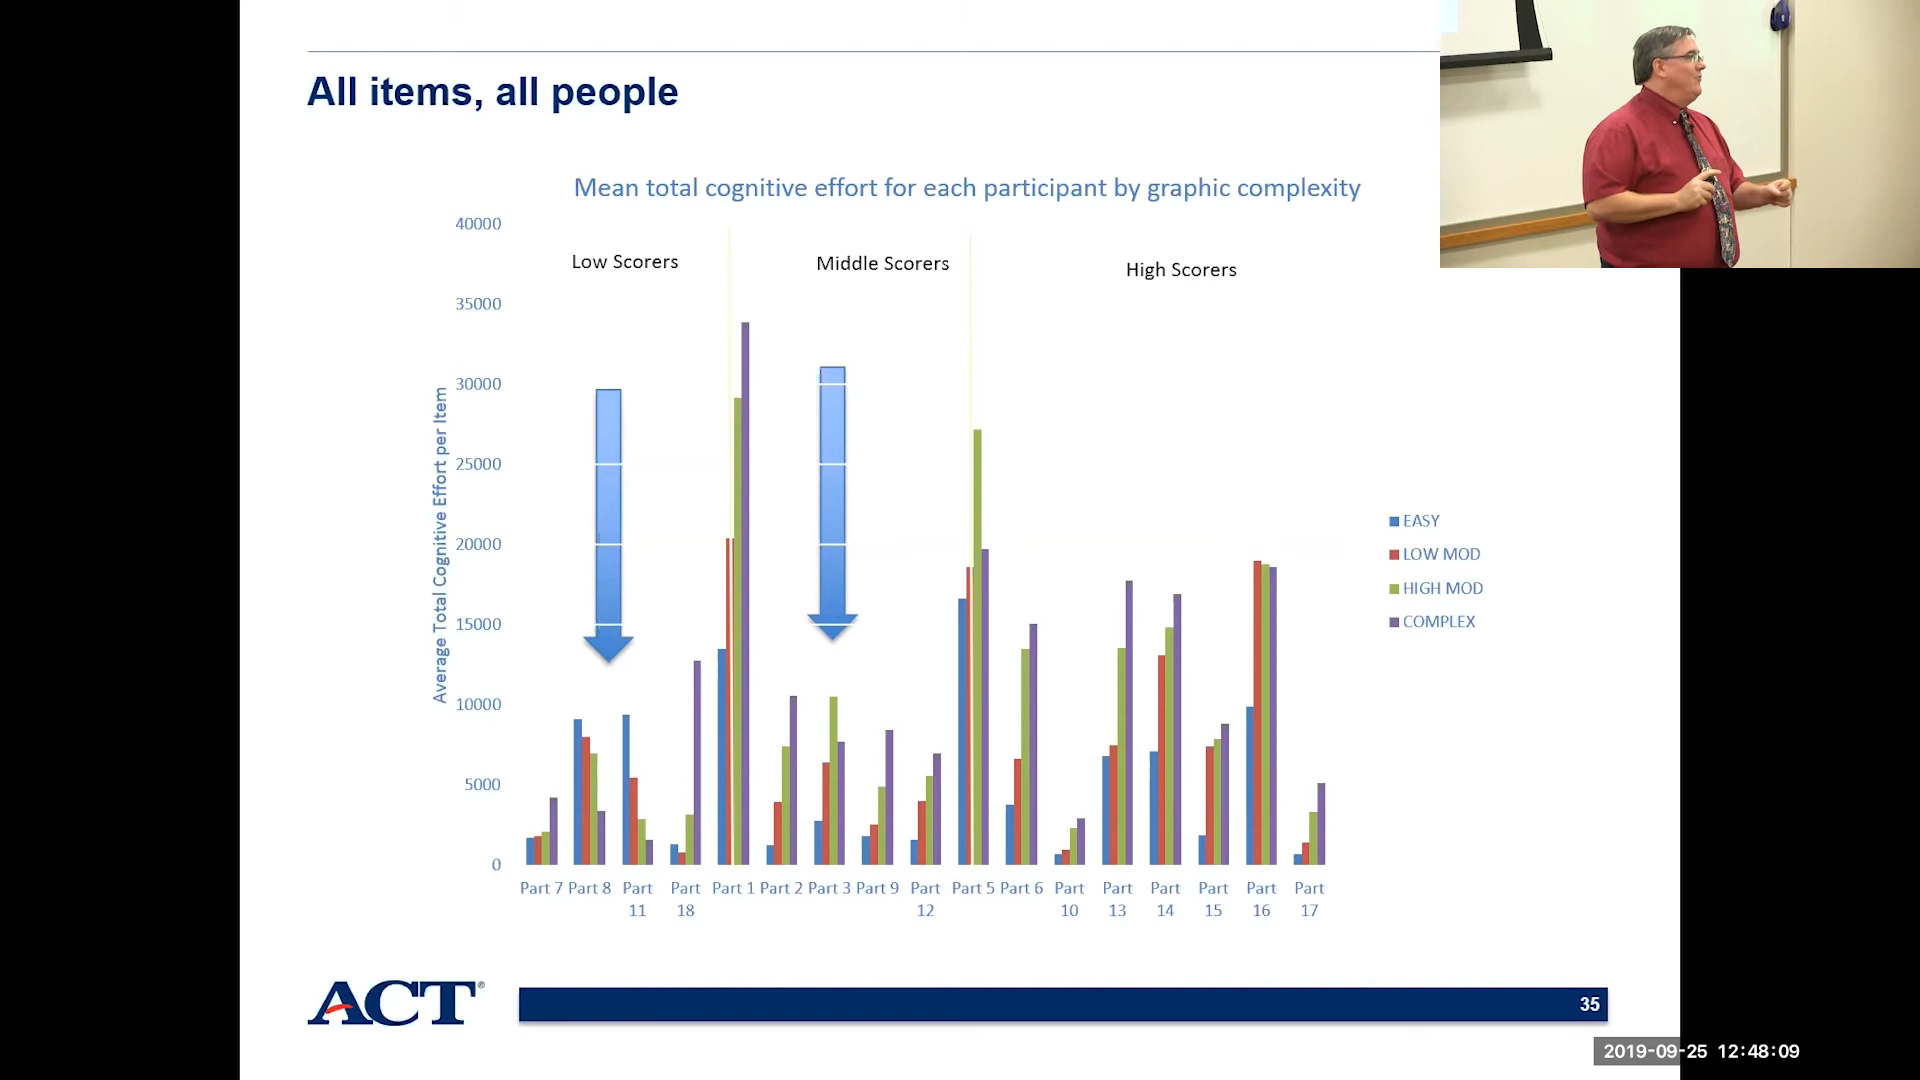 All items, all people
Mean total cognitive effort for each participant by graphic complexity
40000
35000
30000
25000
20000
15000
10000
5000
0
Average Total Cognitive Effort per Item
Low Scorers
Middle Scorers
High Scorers
EASY
LOW MOD
HIGH MOD
COMPLEX
Part 7 Part 8 Part 11 Part 18 Part 1 Part 2 Part 3 Part 9 Part 12 Part 5 Part 6 Part 10 Part 13 Part 14 Part 15 Part 16 Part 17
ACT®
35
2019-09-25 12:48:09